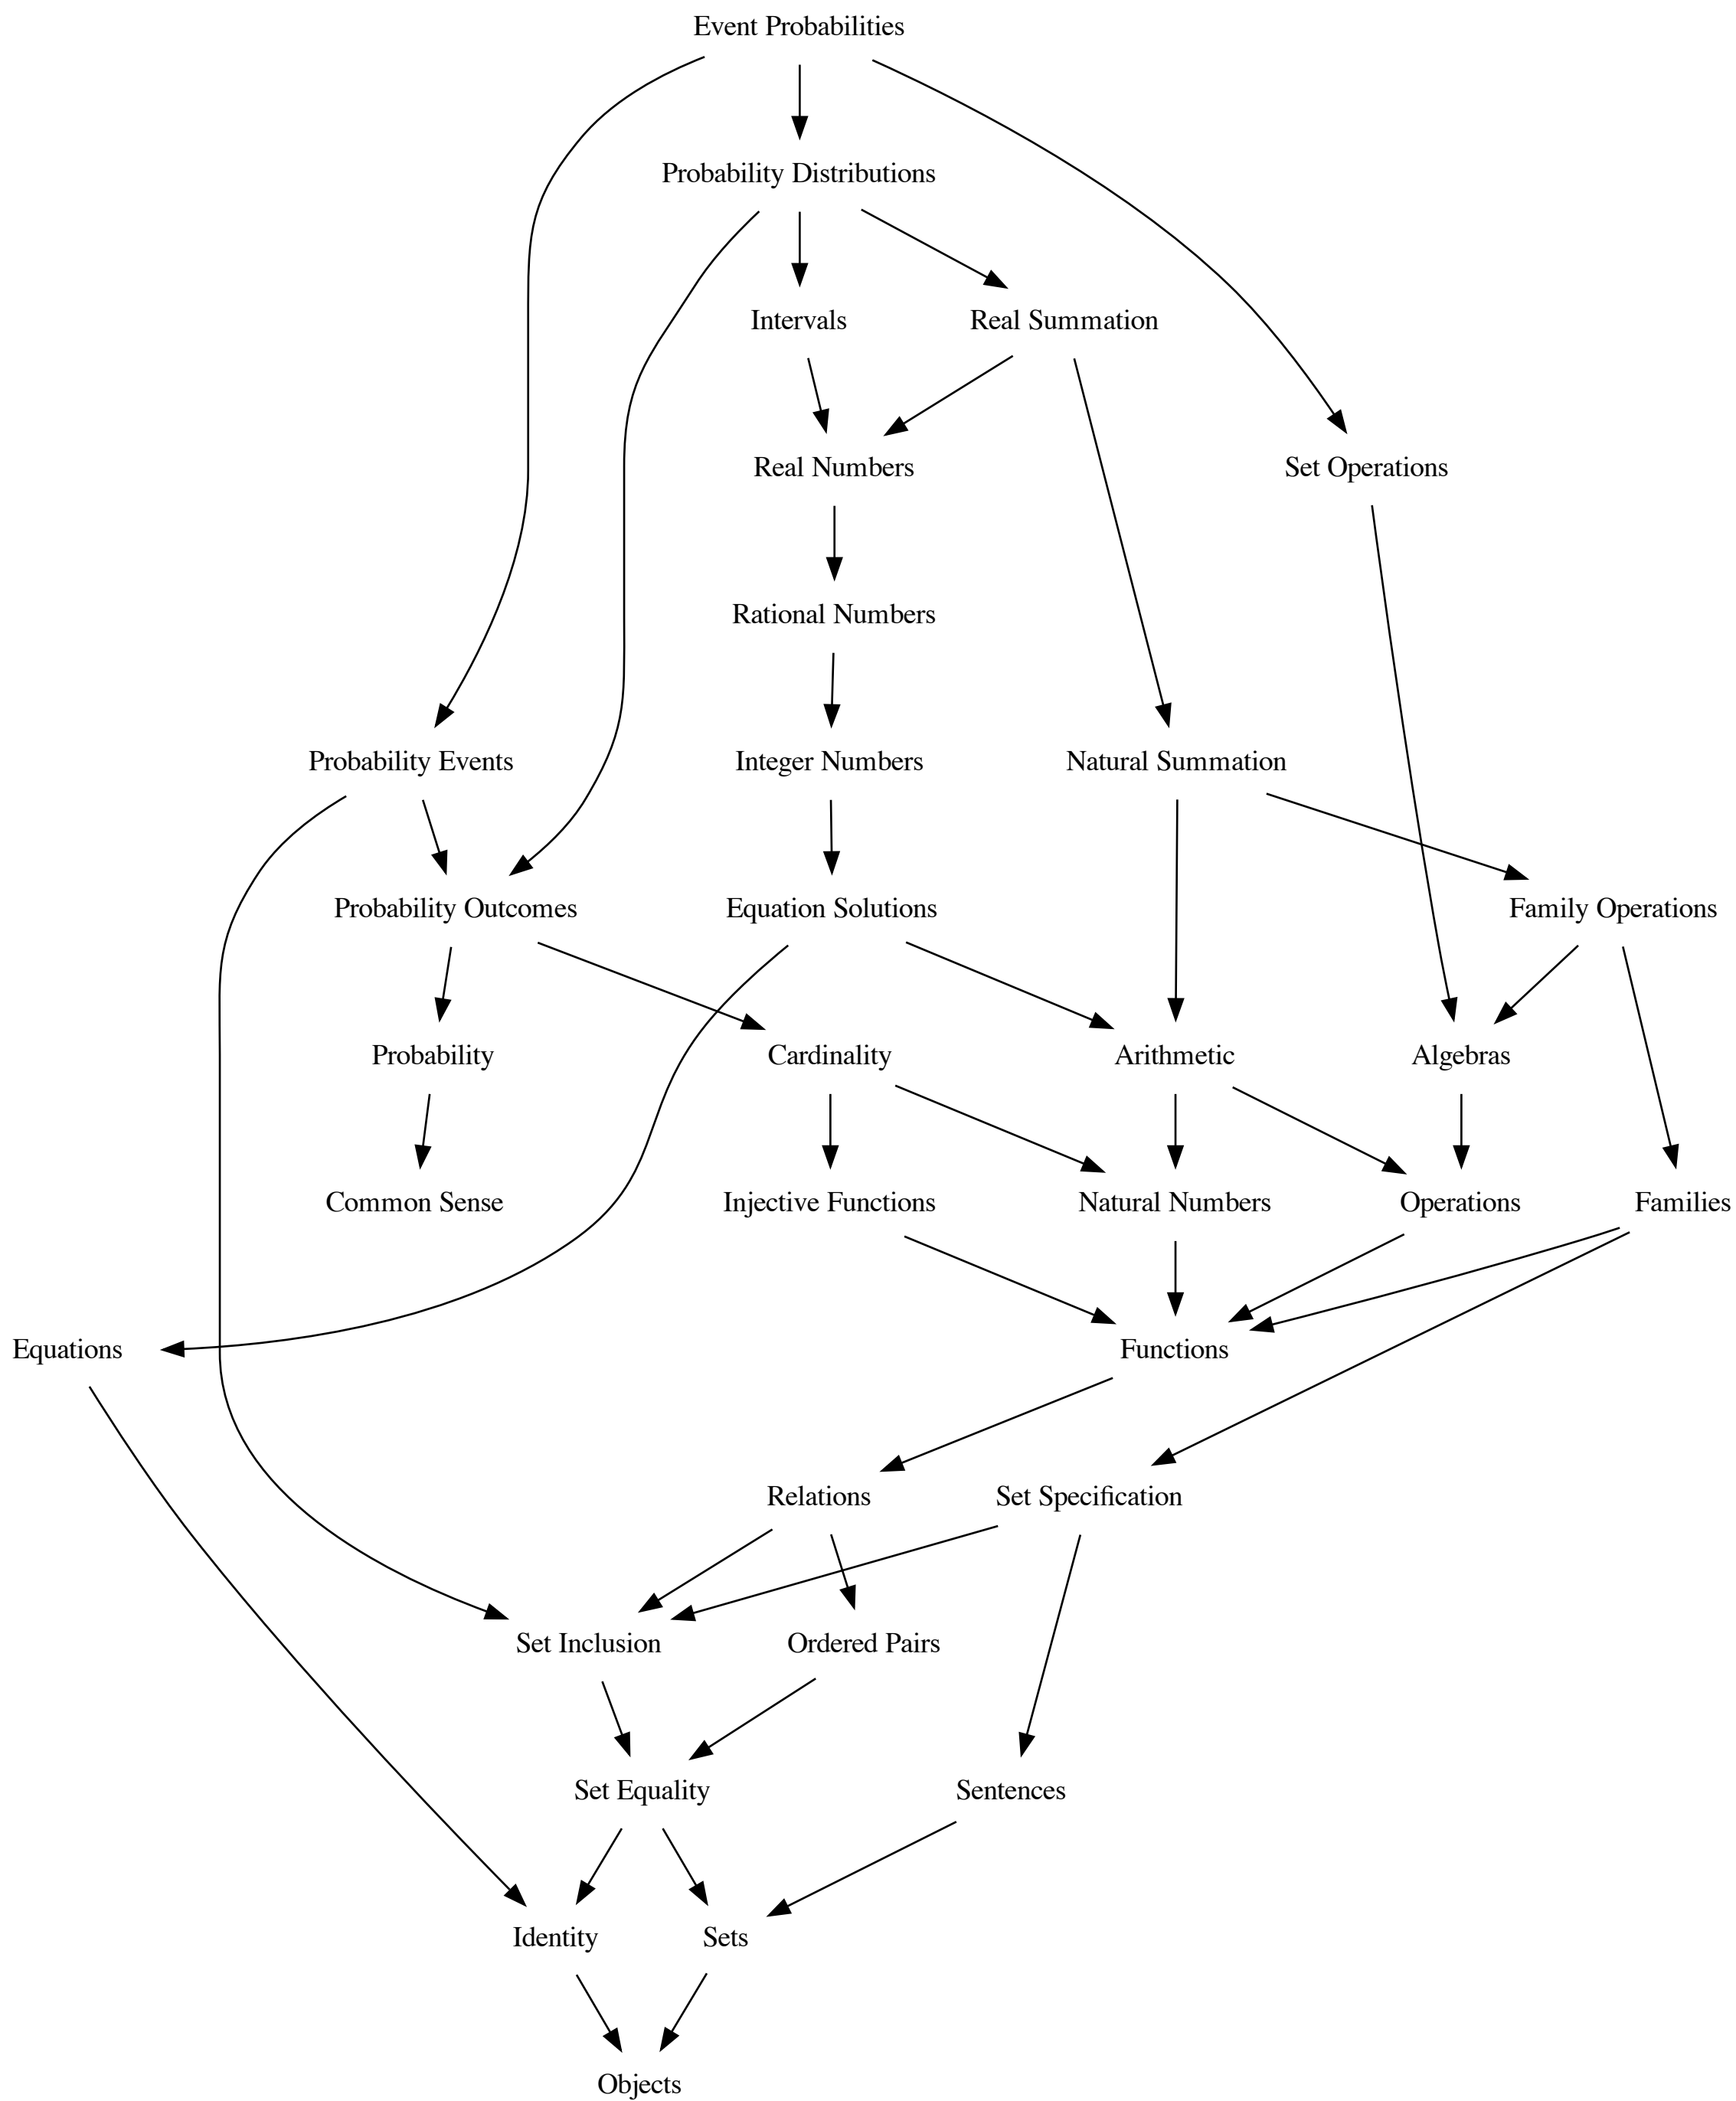 Event Probabilities
Probability Distributions
Intervals
Real Summation
Real Numbers
Set Operations
Rational Numbers
Probability Events
Integer Numbers
Natural Summation
Probability Outcomes
Equation Solutions
Family Operations
Probability
Cardinality
Arithmetic
Algebras
Common Sense
Injective Functions
Natural Numbers
Operations
Families
Equations
Functions
Relations
Set Specification
Set Inclusion
Ordered Pairs
Set Equality
Sentences
Identity
Sets
Objects